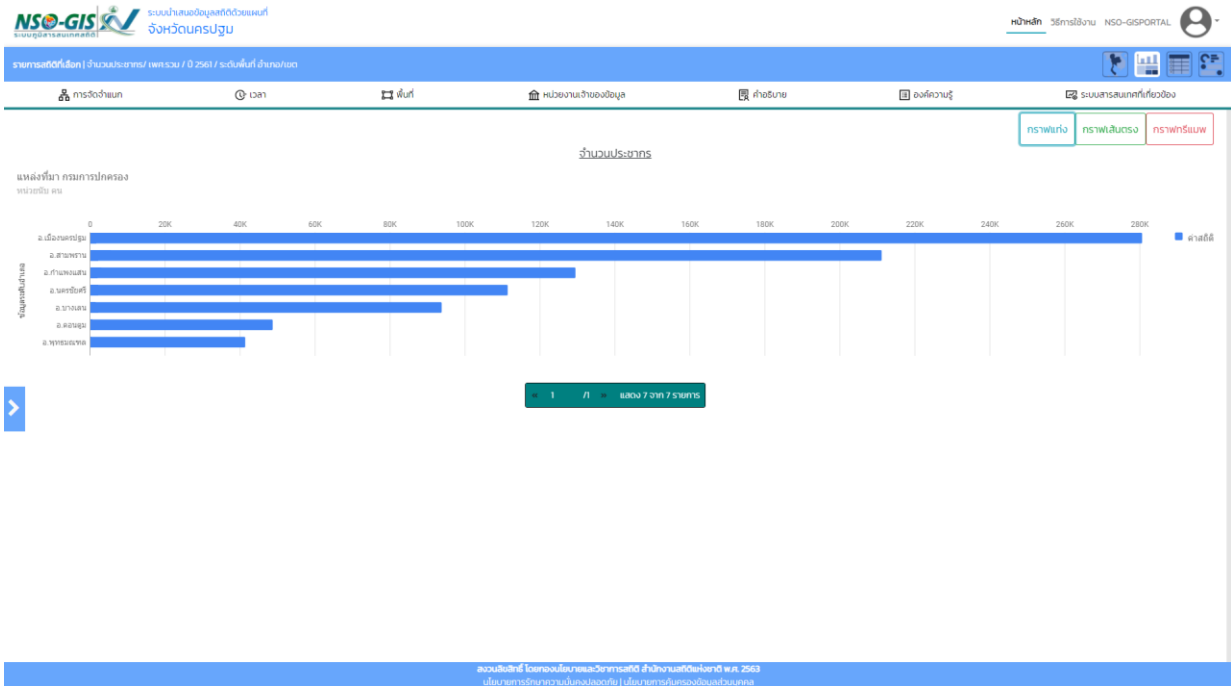 NSO-GIS
ระบบภูมิสารสนเทศสถิติ
ระบบนำเสนอข้อมูลสถิติด้วยแผนที่
จังหวัดนครปฐม
หน้าหลัก วิธีการใช้งาน NSO-GISPORTAL
รายการสถิติที่เลือก | จำนวนประชากร/ เพศรวม / ปี 2561 / ระดับพื้นที่ อำเภอ/เขต
การจัดจำแนก เวลา พื้นที่ หน่วยงานเจ้าของข้อมูล คำอธิบาย องค์ความรู้ ระบบสารสนเทศที่เกี่ยวข้อง
กราฟแท่ง กราฟเส้นตรง กราฟทรีแมพ
จำนวนประชากร
แหล่งที่มา กรมการปกครอง
หน่วยนับ คน
0 20K 40K 60K 80K 100K 120K 140K 160K 180K 200K 220K 240K 260K 280K
อ.เมืองนครปฐม
ค่าสถิติ
อ.สามพราน
อ.กำแพงแสน
อ.นครชัยศรี
อ.บางเลน
อ.ดอนตูม
อ.พุทธมณฑล
ข้อมูลระดับอำเภอ
« 1 /1 » แสดง 7 จาก 7 รายการ
สงวนลิขสิทธิ์ โดยกองนโยบายและวิชาการสถิติ สำนักงานสถิติแห่งชาติ พ.ศ. 2563
นโยบายการรักษาความมั่นคงปลอดภัย | นโยบายการคุ้มครองข้อมูลส่วนบุคคล